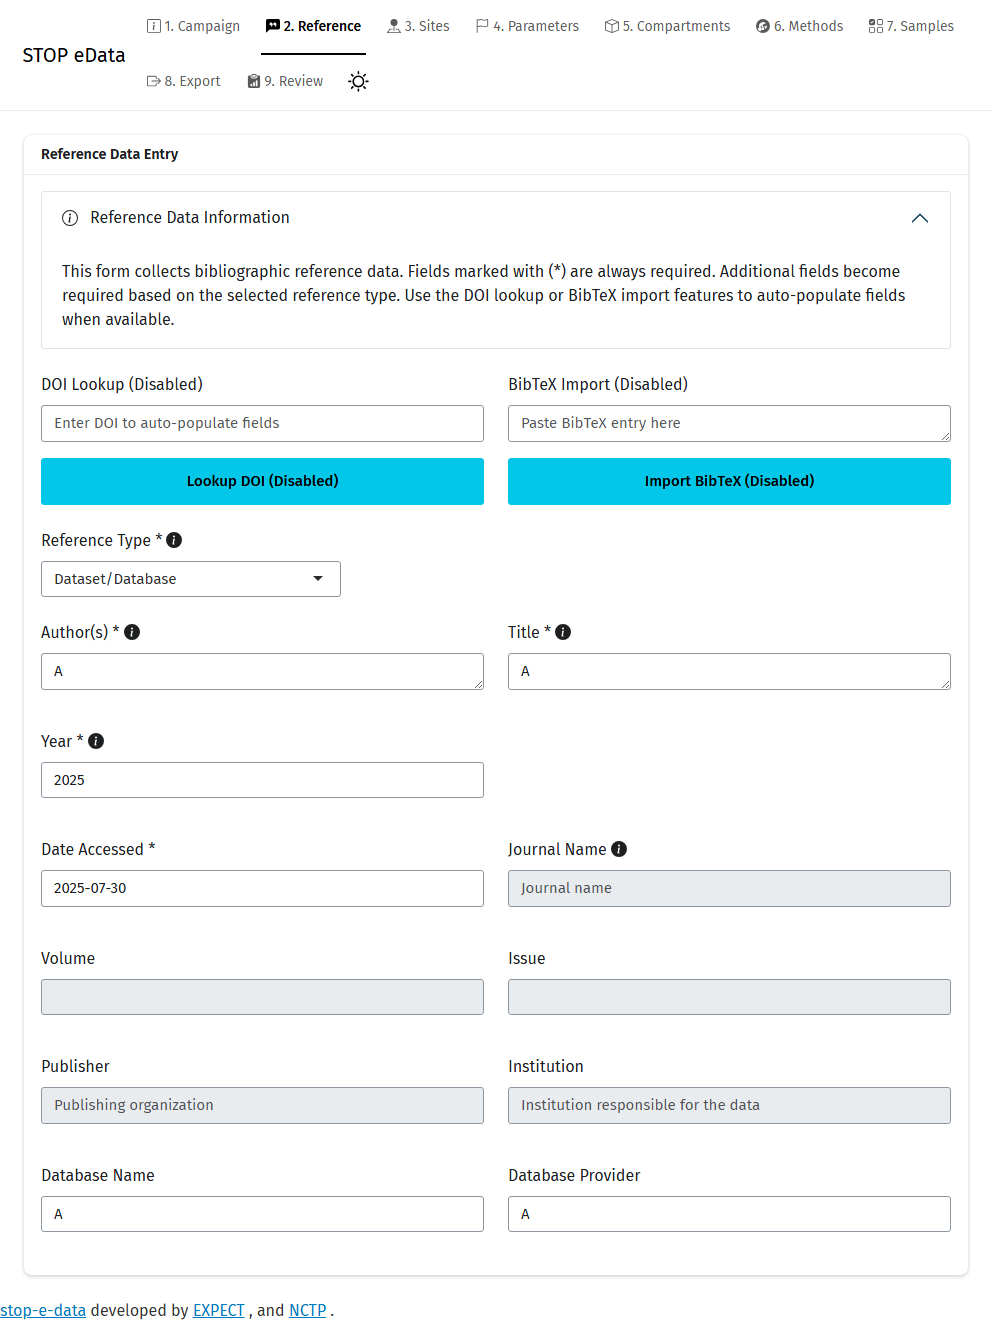 STOP eData
1. Campaign
2. Reference
3. Sites
4. Parameters
5. Compartments
6. Methods
7. Samples
8. Export
9. Review
Reference Data Entry
Reference Data Information
This form collects bibliographic reference data. Fields marked with (*) are always required. Additional fields become
required based on the selected reference type. Use the DOI lookup or BibTeX import features to auto-populate fields
when available.
DOI Lookup (Disabled)
BibTeX Import (Disabled)
Enter DOI to auto-populate fields
Paste BibTeX entry here
Lookup DOI (Disabled)
Import BibTeX (Disabled)
Reference Type *
Dataset/Database
Author(s) *
Title *
A
A
Year *
2025
Date Accessed *
Journal Name
2025-07-30
Journal name
Volume
Issue
Publisher
Institution
Publishing organization
Institution responsible for the data
Database Name
Database Provider
A
A
stop-e-data developed by EXPECT , and NCTP .